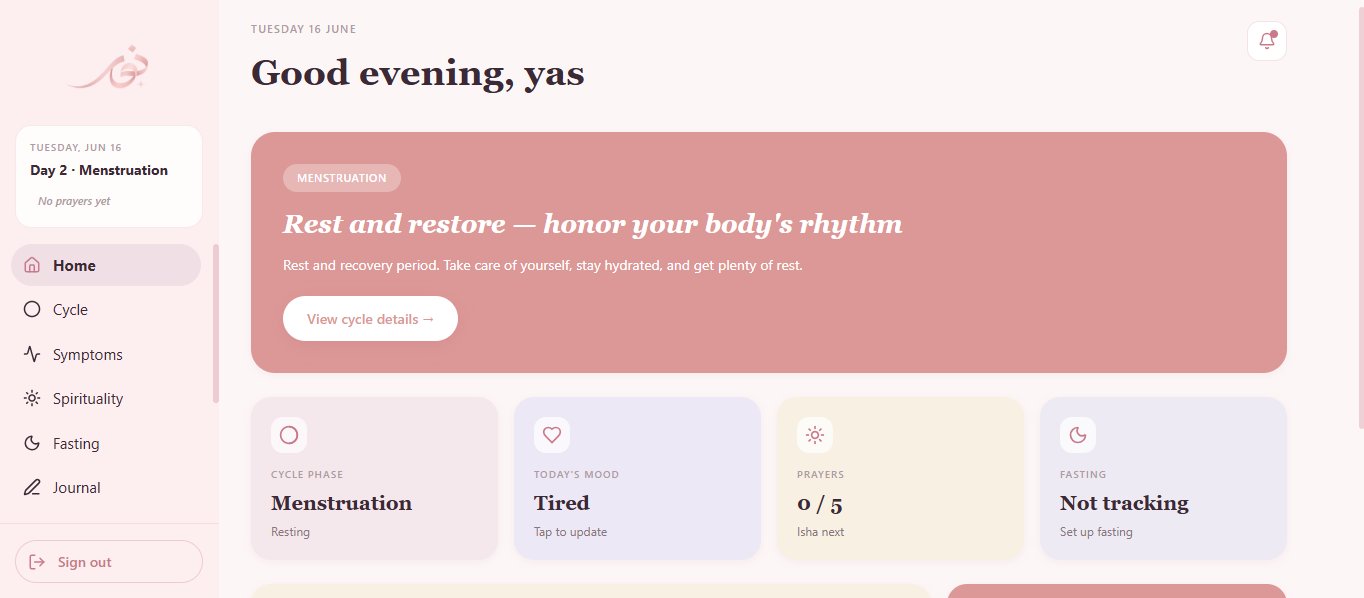 TUESDAY, JUN 16
Day 2 · Menstruation
No prayers yet
Home
Cycle
Symptoms
Spirituality
Fasting
Journal
Sign out
TUESDAY 16 JUNE
Good evening, yas
MENSTRUATION
Rest and restore — honor your body's rhythm
Rest and recovery period. Take care of yourself, stay hydrated, and get plenty of rest.
View cycle details →
CYCLE PHASE
Menstruation
Resting
TODAY'S MOOD
Tired
Tap to update
PRAYERS
0 / 5
Isha next
FASTING
Not tracking
Set up fasting